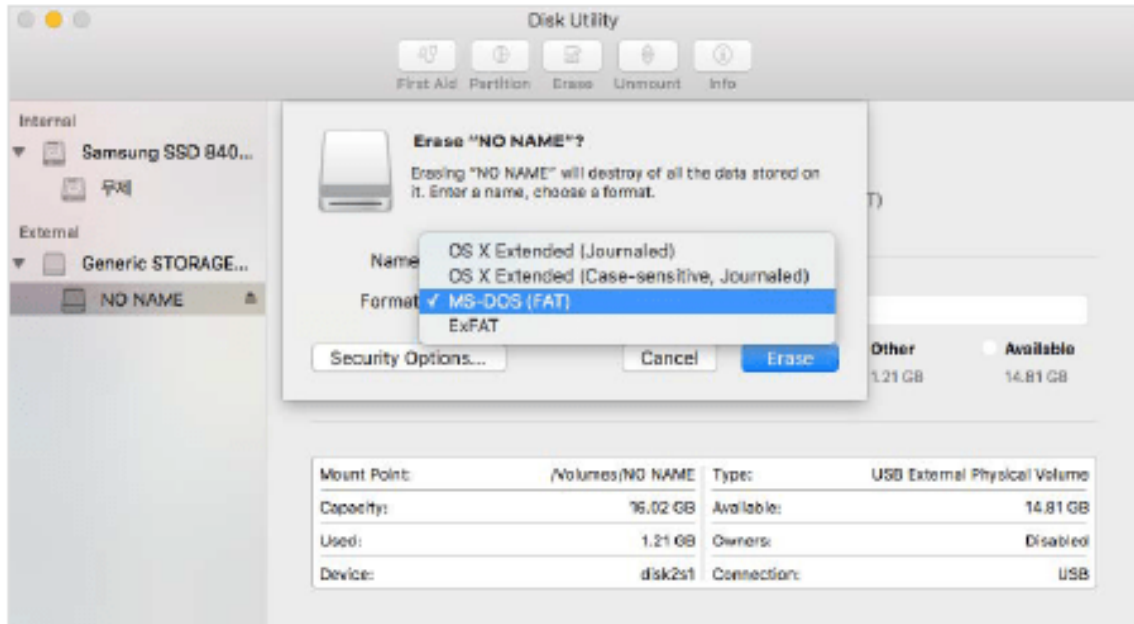 Disk Utility
First Aid Partition Erase Unmount Info
Internal
Samsung SSD 840...
무제
External
Generic STORAGE...
NO NAME
Erase "NO NAME"?
Erasing "NO NAME" will destroy of all the data stored on
it. Enter a name, choose a format.
T)
Name
OS X Extended (Journaled)
OS X Extended (Case-sensitive, Journaled)
Format ✓ MS-DOS (FAT)
ExFAT
Security Options... Cancel Erase
Other Available
1.21 GB 14.81 GB
Mount Point: /Volumes/NO NAME Type: USB External Physical Volume
Capacity: 16.02 GB Available: 14.81 GB
Used: 1.21 GB Owners: Disabled
Device: disk2s1 Connection: USB